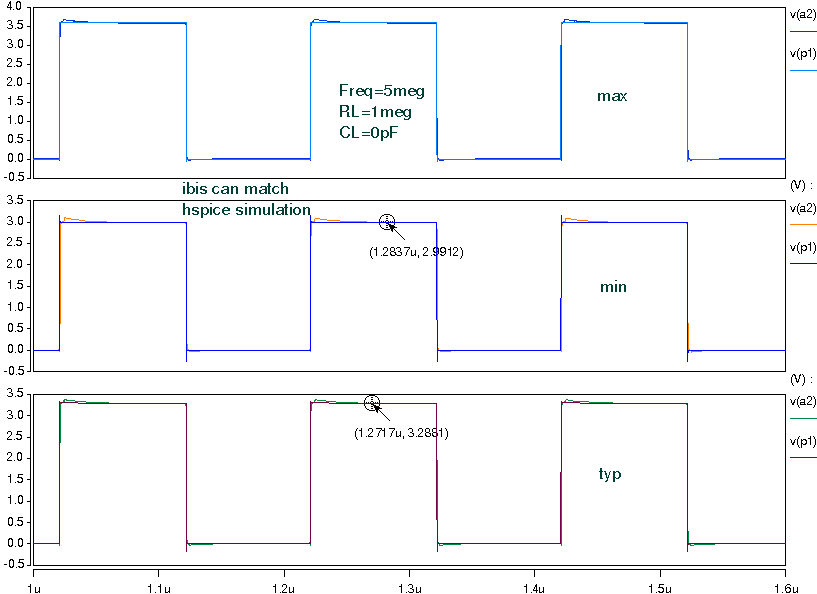 4.0
3.5
3.0
2.5
2.0
1.5
1.0
0.5
0.0
-0.5
Freq=5meg
RL=1meg
CL=0pF
max
v(a2)
v(p1)
ibis can match
hspice simulation
(V) :
3.5
3.0
2.5
2.0
1.5
1.0
0.5
0.0
-0.5
(1.2837u, 2.9912)
min
v(a2)
v(p1)
(V) :
3.5
3.0
2.5
2.0
1.5
1.0
0.5
0.0
-0.5
(1.2717u, 3.2881)
typ
v(a2)
v(p1)
1u 1.1u 1.2u 1.3u 1.4u 1.5u 1.6u